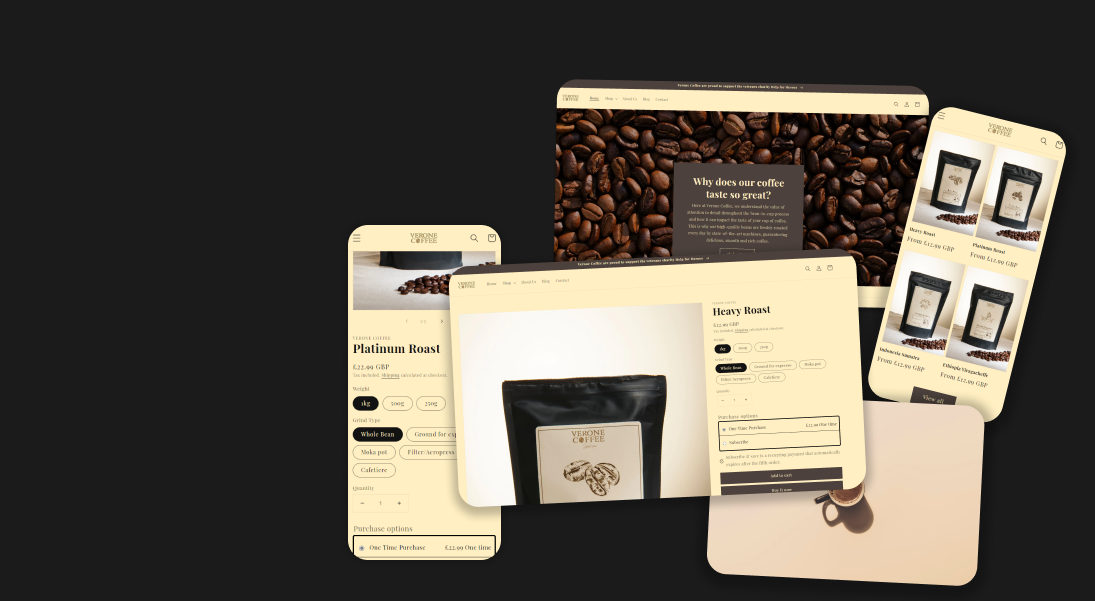 Verone Coffee are proud to support the veterans charity Help for Heroes →
VERONE
COFFEE
Home
Shop
About Us
Blog
Contact
Why does our coffee
taste so great?
Here at Verone Coffee, we understand the value of
attention to detail throughout the bean-to-cup process
and how it can impact the taste of your cup of coffee.
This is why our high-quality beans are freshly roasted
every day in state-of-the-art machines, guaranteeing
delicious, smooth and rich coffee.
VERONE
COFFEE
Heavy Roast
From £12.99 GBP
Platinum Roast
From £12.99 GBP
Indonesia Sumatra
From £12.99 GBP
Ethiopia Yirgacheffe
From £12.99 GBP
View all
VERONE
COFFEE
VERONE COFFEE
Platinum Roast
£22.99 GBP
Tax included. Shipping calculated at checkout.
Weight
1kg
500g
250g
Grind Type
Whole Bean
Ground for esp
Moka pot
Filter/Aeropress
Cafetiere
Quantity
− 1 +
Purchase options
One Time Purchase £22.99 One time
Verone Coffee are proud to support the veterans charity Help for Heroes →
VERONE
COFFEE
Home
Shop
About Us
Blog
Contact
VERONE
COFFEE
VERONE COFFEE
Heavy Roast
£22.99 GBP
Tax included. Shipping calculated at checkout.
Weight
1kg
500g
250g
Grind Type
Whole Bean
Ground for espresso
Moka pot
Filter/Aeropress
Cafetiere
Quantity
− 1 +
Purchase options
One Time Purchase £22.99 One time
Subscribe
Subscribe & save is a recurring payment that automatically
expires after the fifth order.
Add to cart
Buy it now